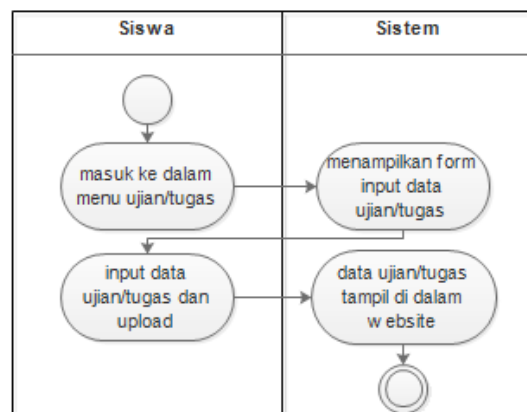 Siswa
Sistem
masuk ke dalam
menu ujian/tugas
menampilkan form
input data
ujian/tugas
input data
ujian/tugas dan
upload
data ujian/tugas
tampil di dalam
w ebsite